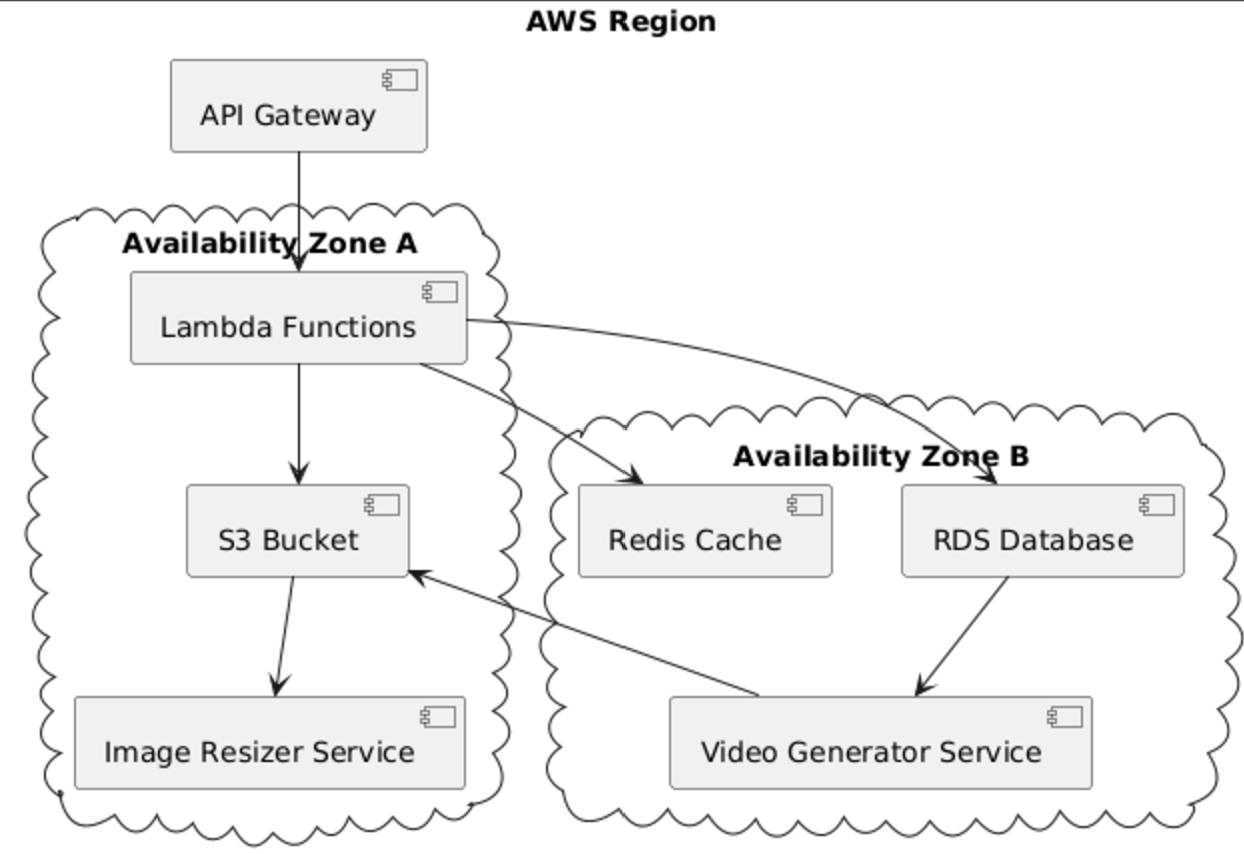 AWS Region
API Gateway
Availability Zone A
Lambda Functions
Availability Zone B
S3 Bucket
Redis Cache
RDS Database
Image Resizer Service
Video Generator Service